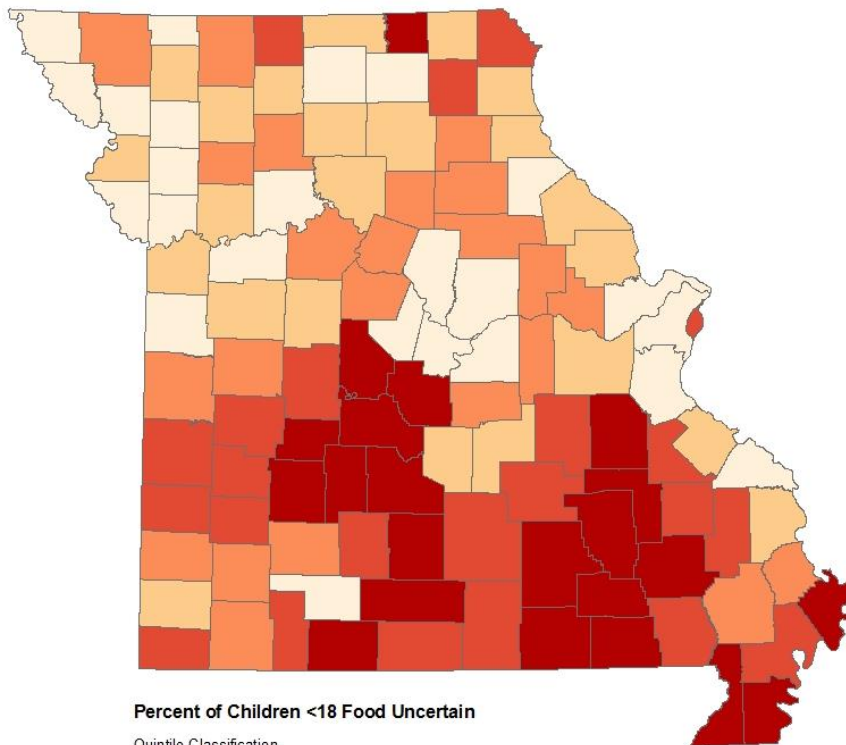 Percent of Children <18 Food Uncertain
Quintile Classification